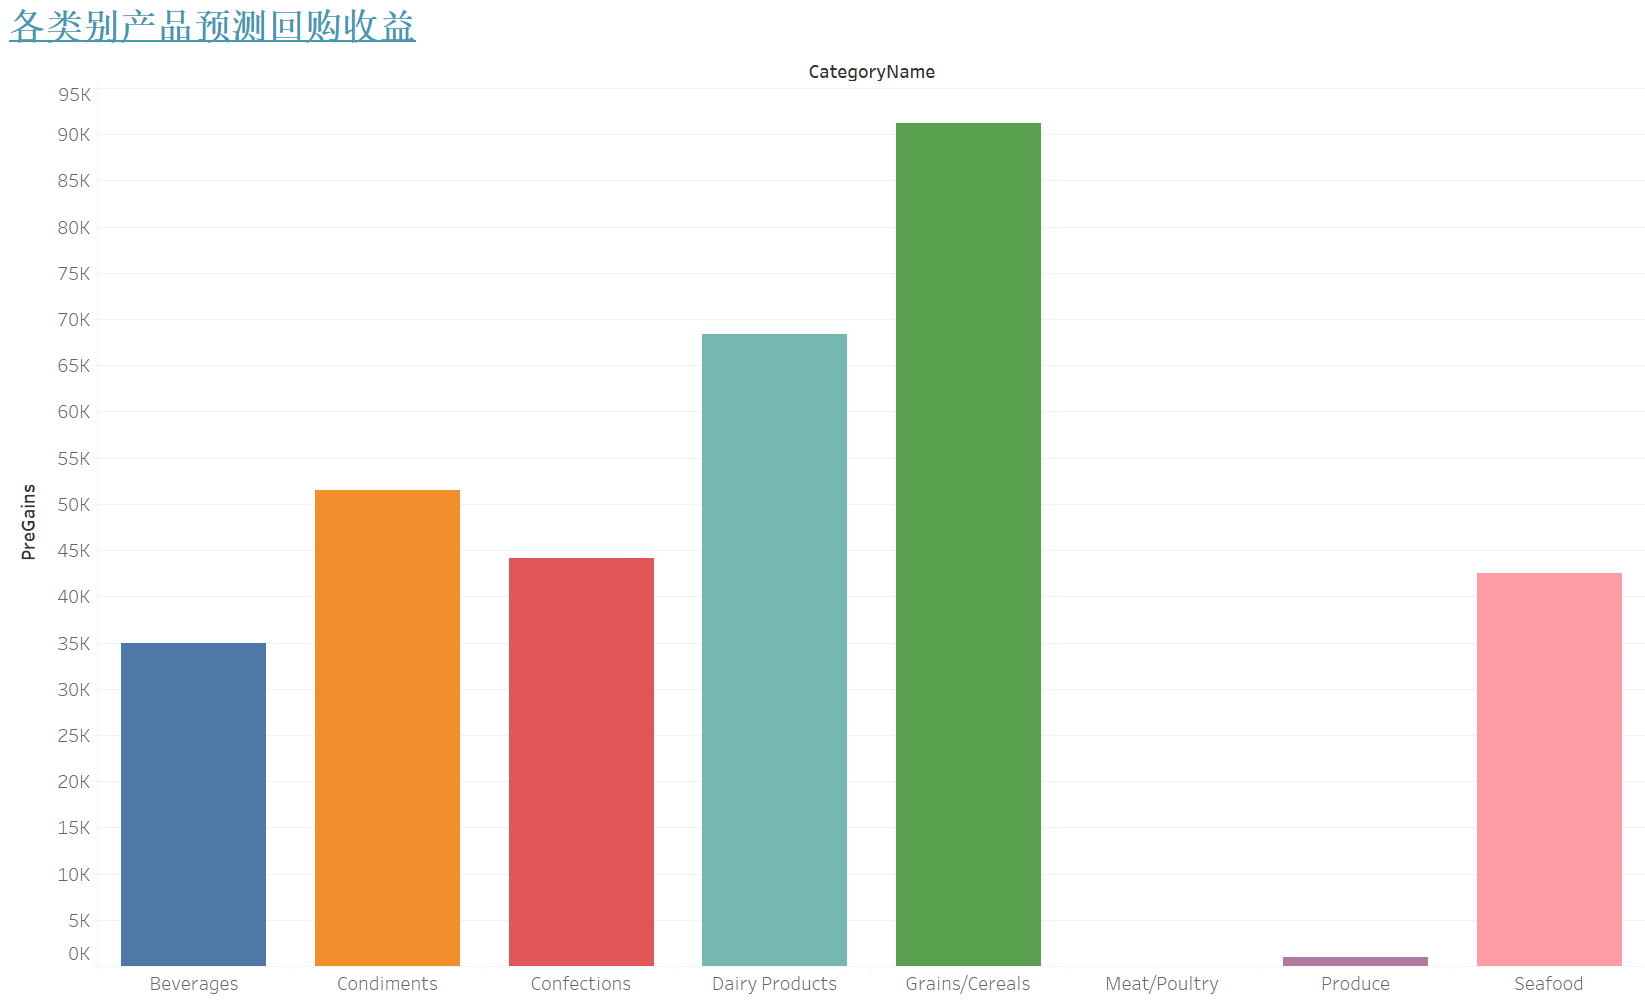 各类别产品预测回购收益
CategoryName
95K
90K
85K
80K
75K
70K
65K
60K
55K
50K
45K
40K
35K
30K
25K
20K
15K
10K
5K
0K
PreGains
Beverages Condiments Confections Dairy Products Grains/Cereals Meat/Poultry Produce Seafood